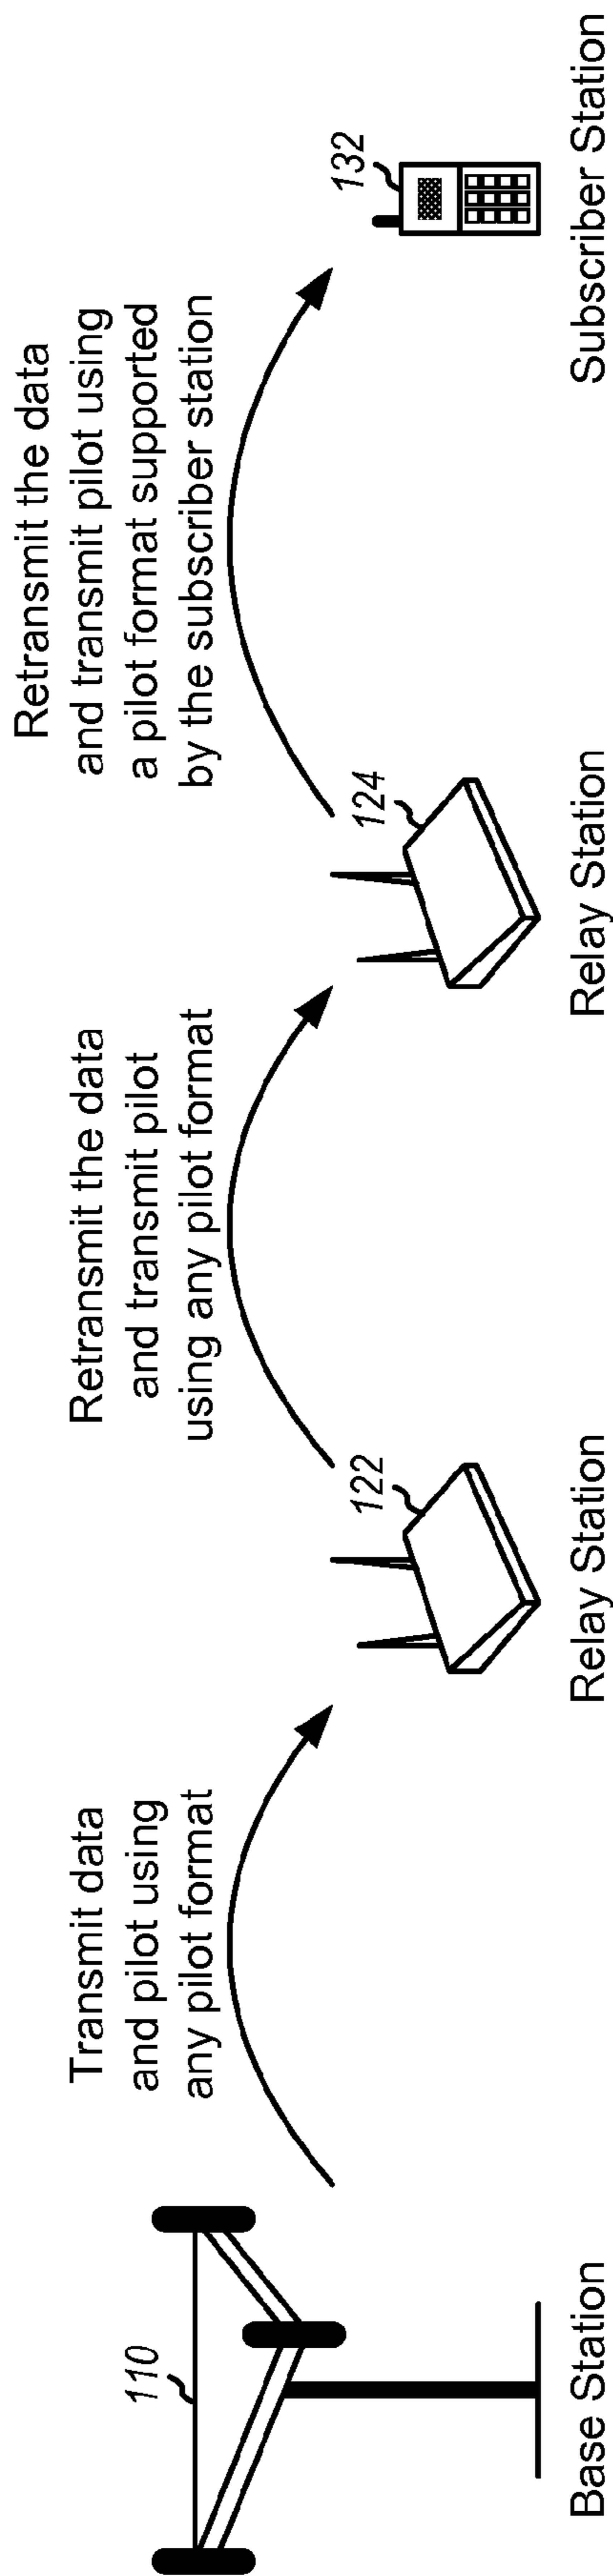 Transmit data
and pilot using
any pilot format
Retransmit the data
and transmit pilot
using any pilot format
Retransmit the data
and transmit pilot using
a pilot format supported
by the subscriber station
110
122
124
132
Base Station
Relay Station
Relay Station
Subscriber Station